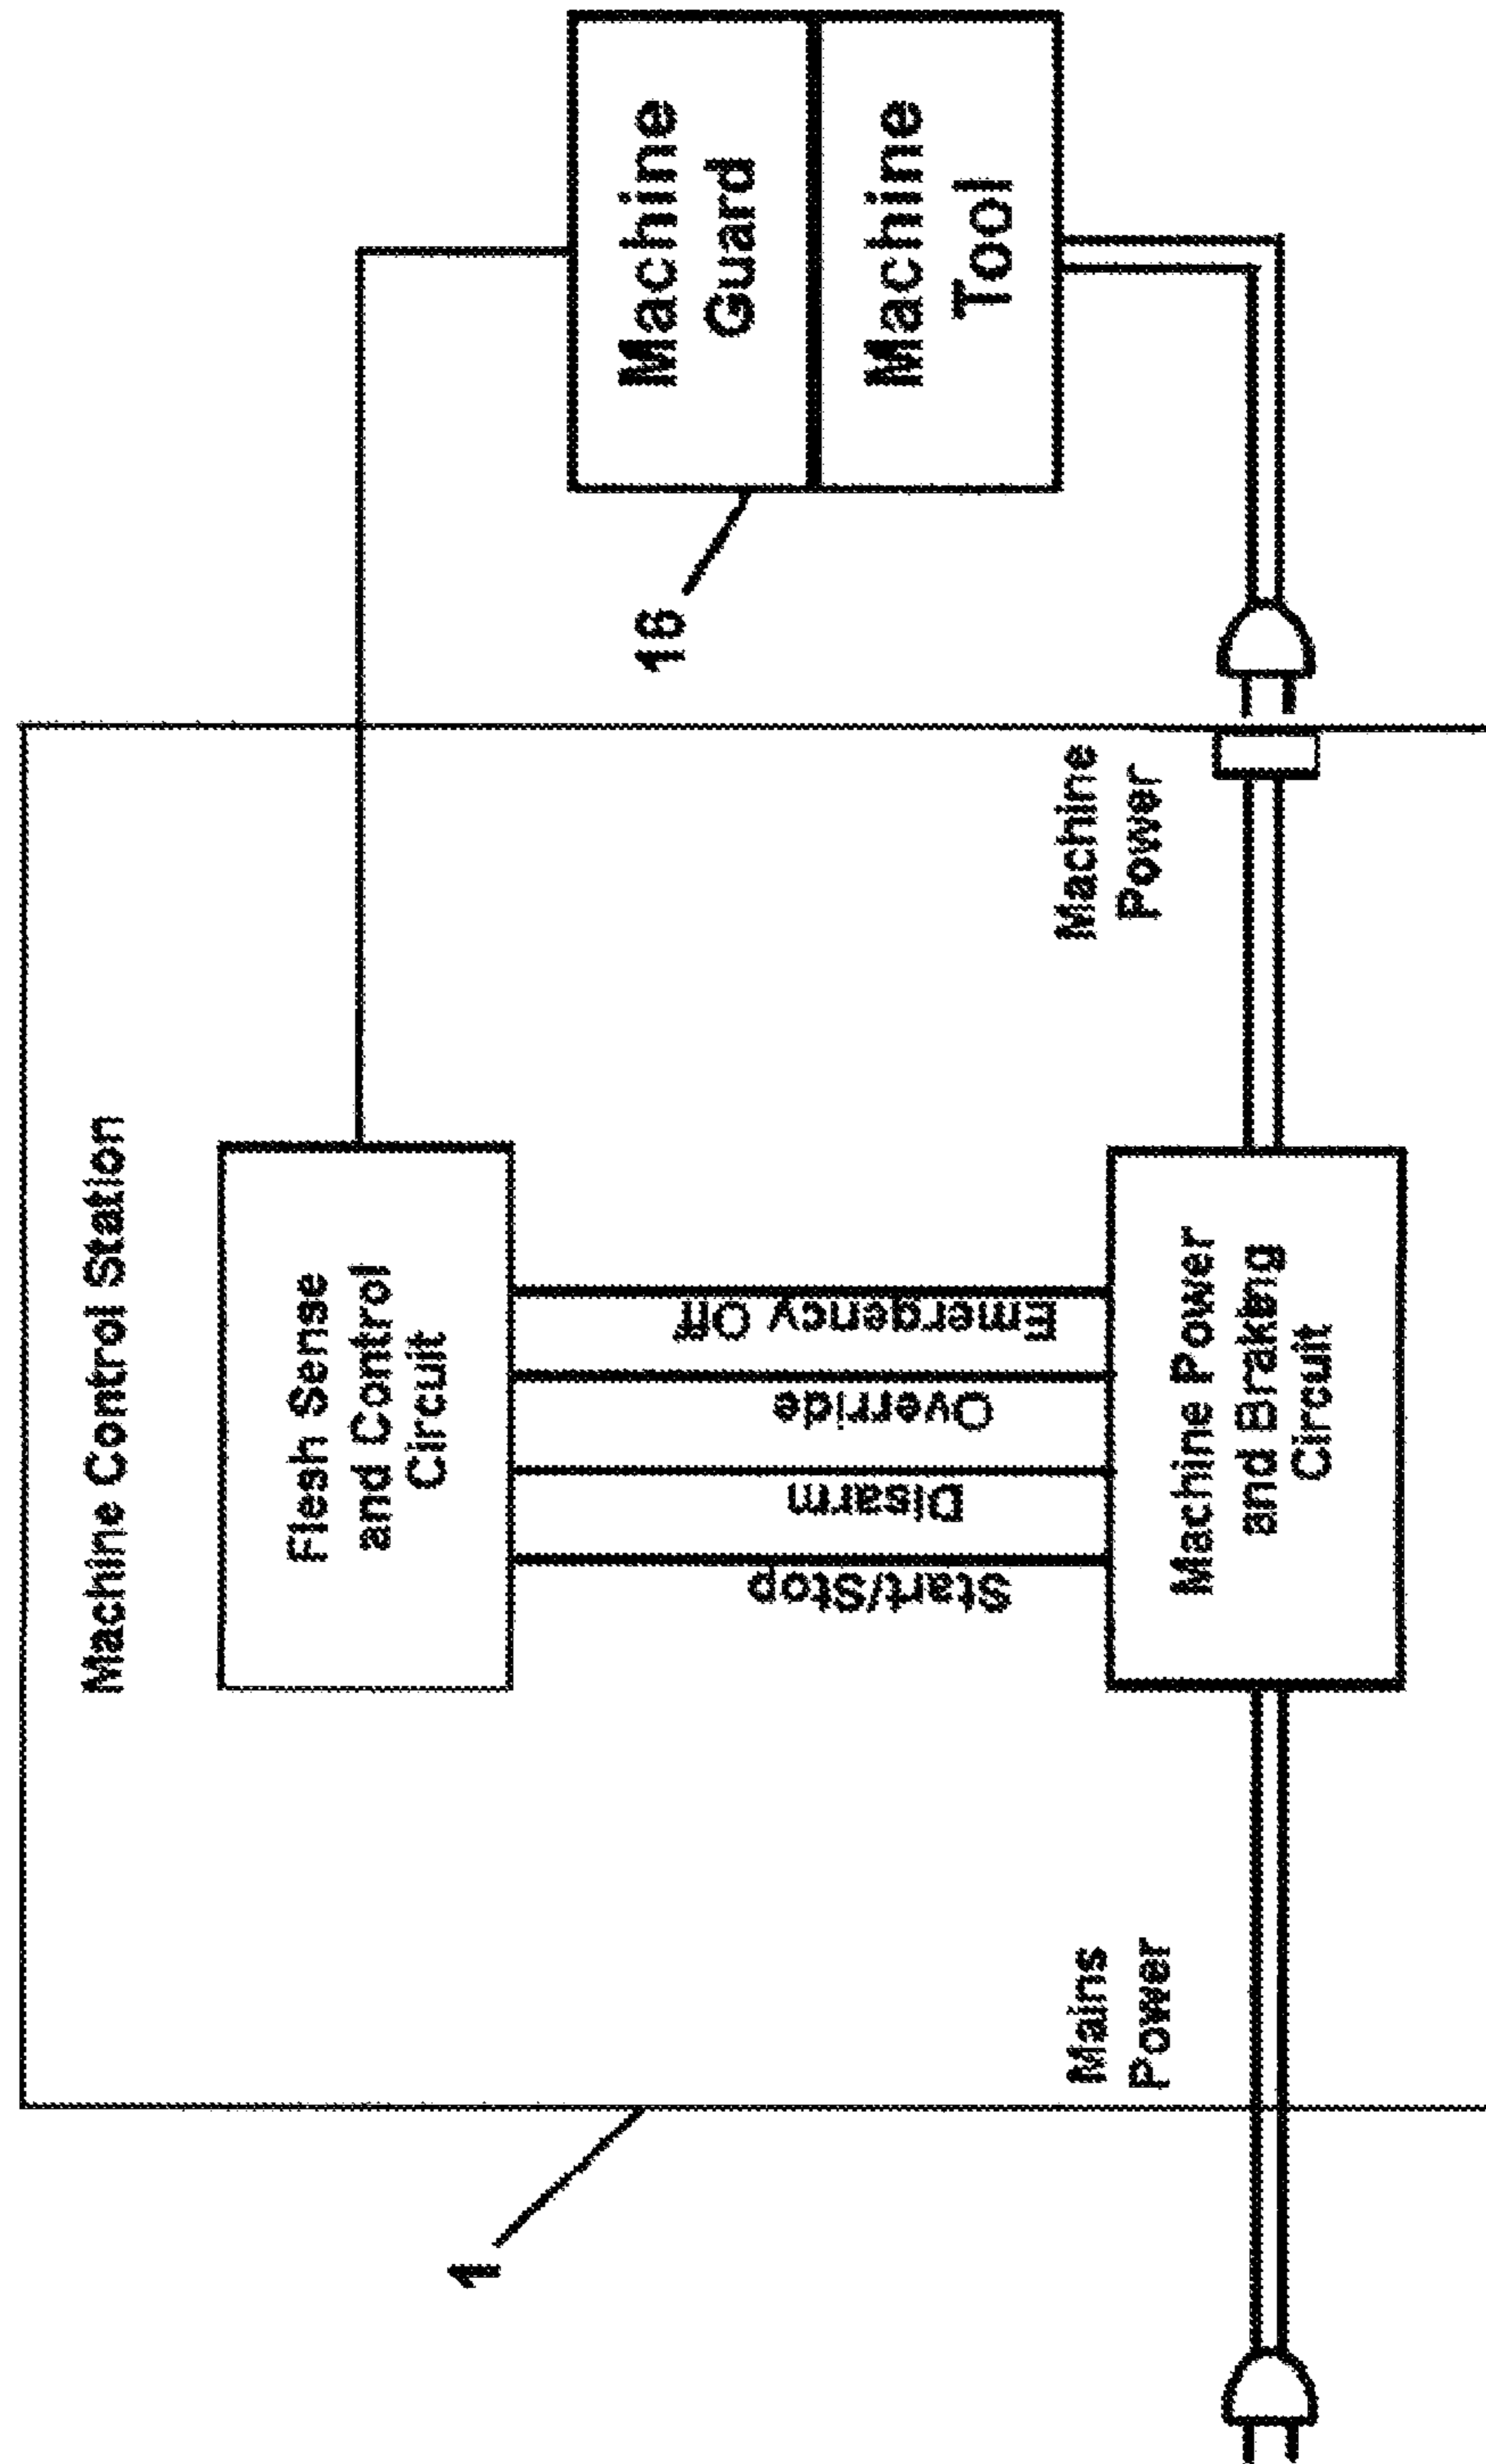 Machine Control Station
Flesh Sense
and Control
Circuit
Start/Stop
Disarm
Override
Emergency Off
Machine Power
and Braking
Circuit
Mains
Power
Machine
Power
Machine
Guard
Machine
Tool
1
16